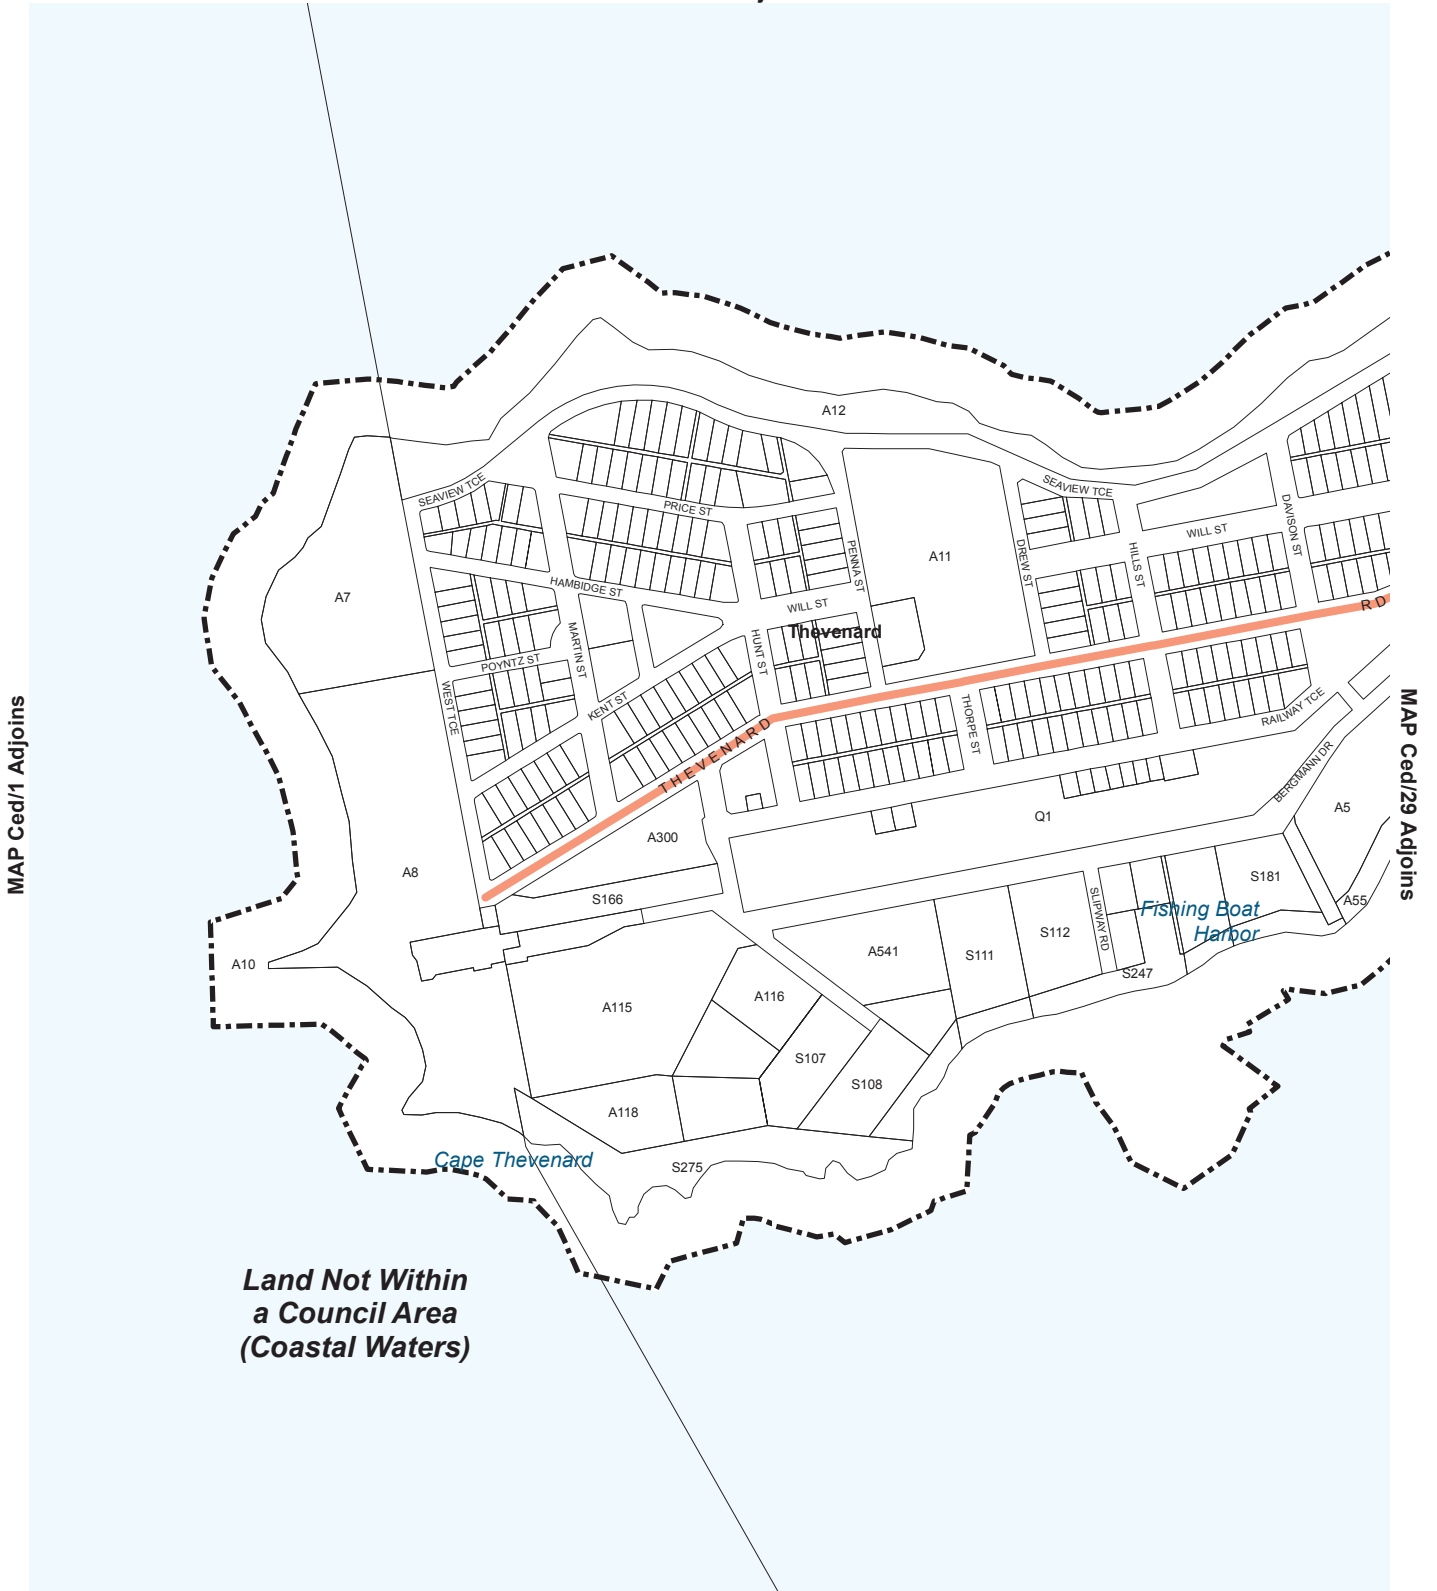 A12
SEAVIEW TCE
SEAVIEW TCE
PRICE ST
DAVISON ST
WILL ST
PENNA ST
A11
DREW ST
HILLS ST
HAMBIDGE ST
A7
WILL ST
RD
Thevenard
MARTIN ST
HUNT ST
POYNTZ ST
WEST TCE
KENT ST
THORPE ST
RAILWAY TCE
MAP Ced/1 Adjoins
MAP Ced/29 Adjoins
THEVENARD
BERGMANN DR
A5
Q1
A300
A8
S166
S181
A55
SLIPWAY RD
Fishing Boat
Harbor
S112
A541
S111
A10
S247
A116
A115
S107
S108
A118
Cape Thevenard
S275
Land Not Within
a Council Area
(Coastal Waters)